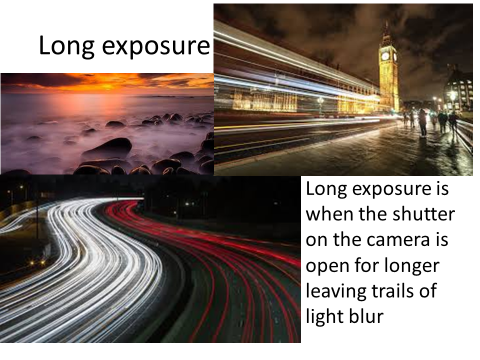 Long exposure
Long exposure is
when the shutter
on the camera is
open for longer
leaving trails of
light blur